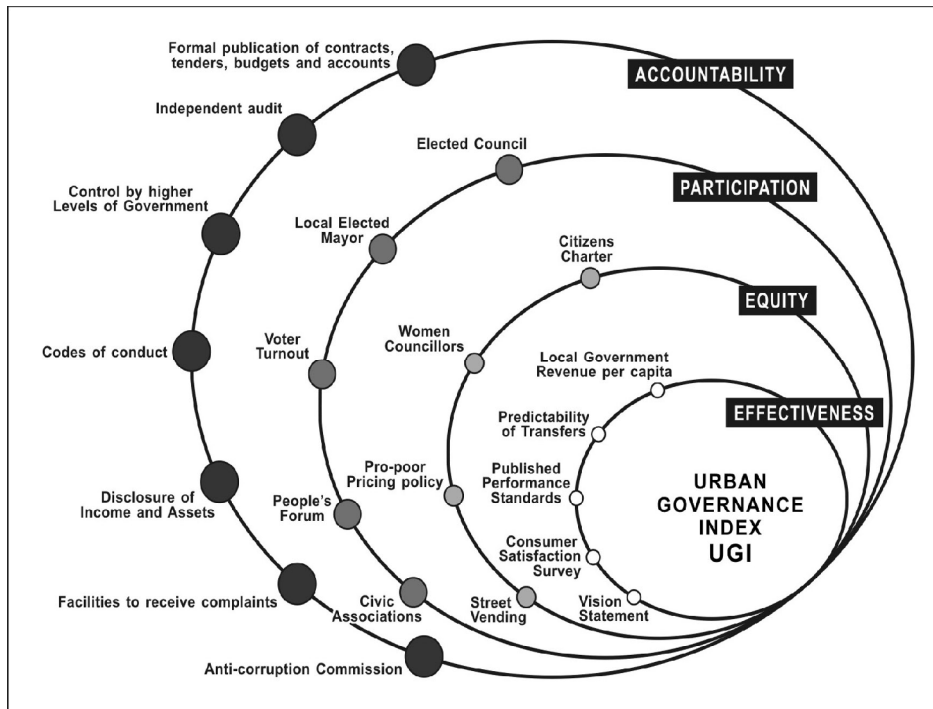 Formal publication of contracts,
tenders, budgets and accounts
ACCOUNTABILITY
Independent audit
Control by higher
Levels of Government
Codes of conduct
Disclosure of
Income and Assets
Facilities to receive complaints
Anti-corruption Commission
PARTICIPATION
Elected Council
Local Elected
Mayor
Voter
Turnout
People's
Forum
Civic
Associations
EQUITY
Citizens
Charter
Women
Councillors
Pro-poor
Pricing policy
Street
Vending
EFFECTIVENESS
Local Government
Revenue per capita
Predictability
of Transfers
Published
Performance
Standards
Consumer
Satisfaction
Survey
Vision
Statement
URBAN
GOVERNANCE
INDEX
UGI